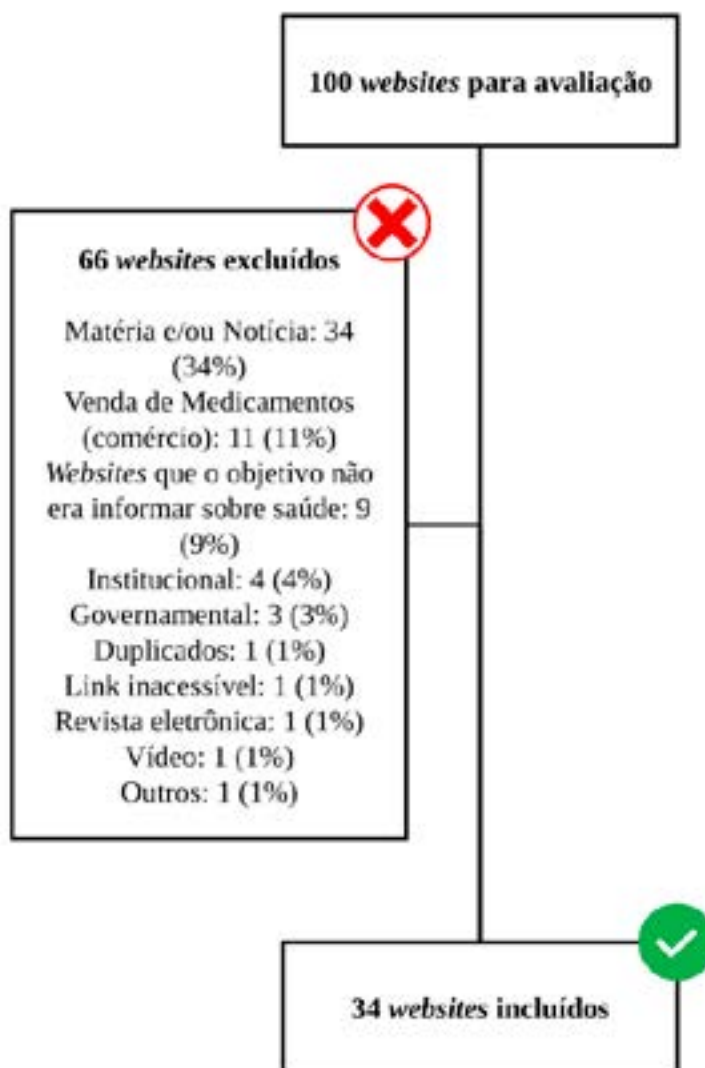 100 websites para avaliação
66 websites excluídos
Matéria e/ou Notícia: 34
(34%)
Venda de Medicamentos
(comércio): 11 (11%)
Websites que o objetivo não
era informar sobre saúde: 9
(9%)
Institucional: 4 (4%)
Governamental: 3 (3%)
Duplicados: 1 (1%)
Link inacessível: 1 (1%)
Revista eletrônica: 1 (1%)
Vídeo: 1 (1%)
Outros: 1 (1%)
34 websites incluídos